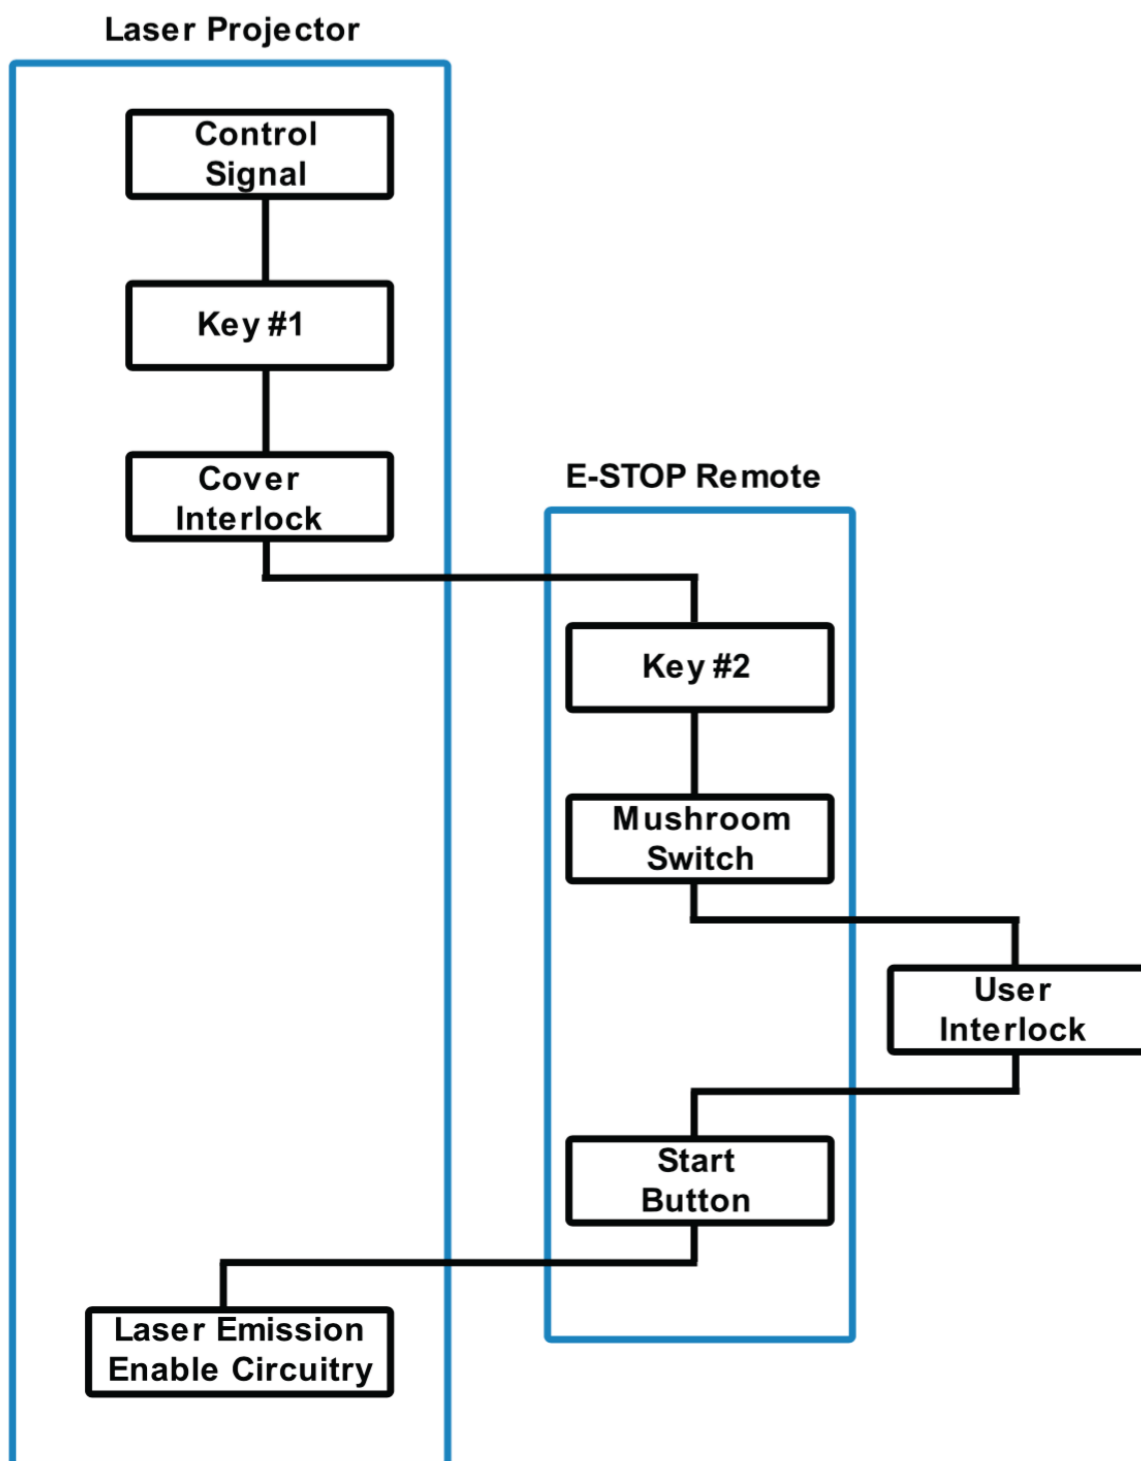 Laser Projector
Control
Signal
Key #1
Cover
Interlock
E-STOP Remote
Key #2
Mushroom
Switch
User
Interlock
Start
Button
Laser Emission
Enable Circuitry